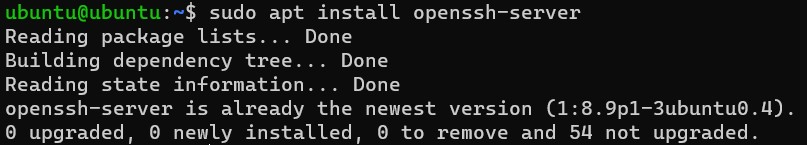 ubuntu@ubuntu:~$ sudo apt install openssh-server
Reading package lists... Done
Building dependency tree... Done
Reading state information... Done
openssh-server is already the newest version (1:8.9p1-3ubuntu0.4).
0 upgraded, 0 newly installed, 0 to remove and 54 not upgraded.